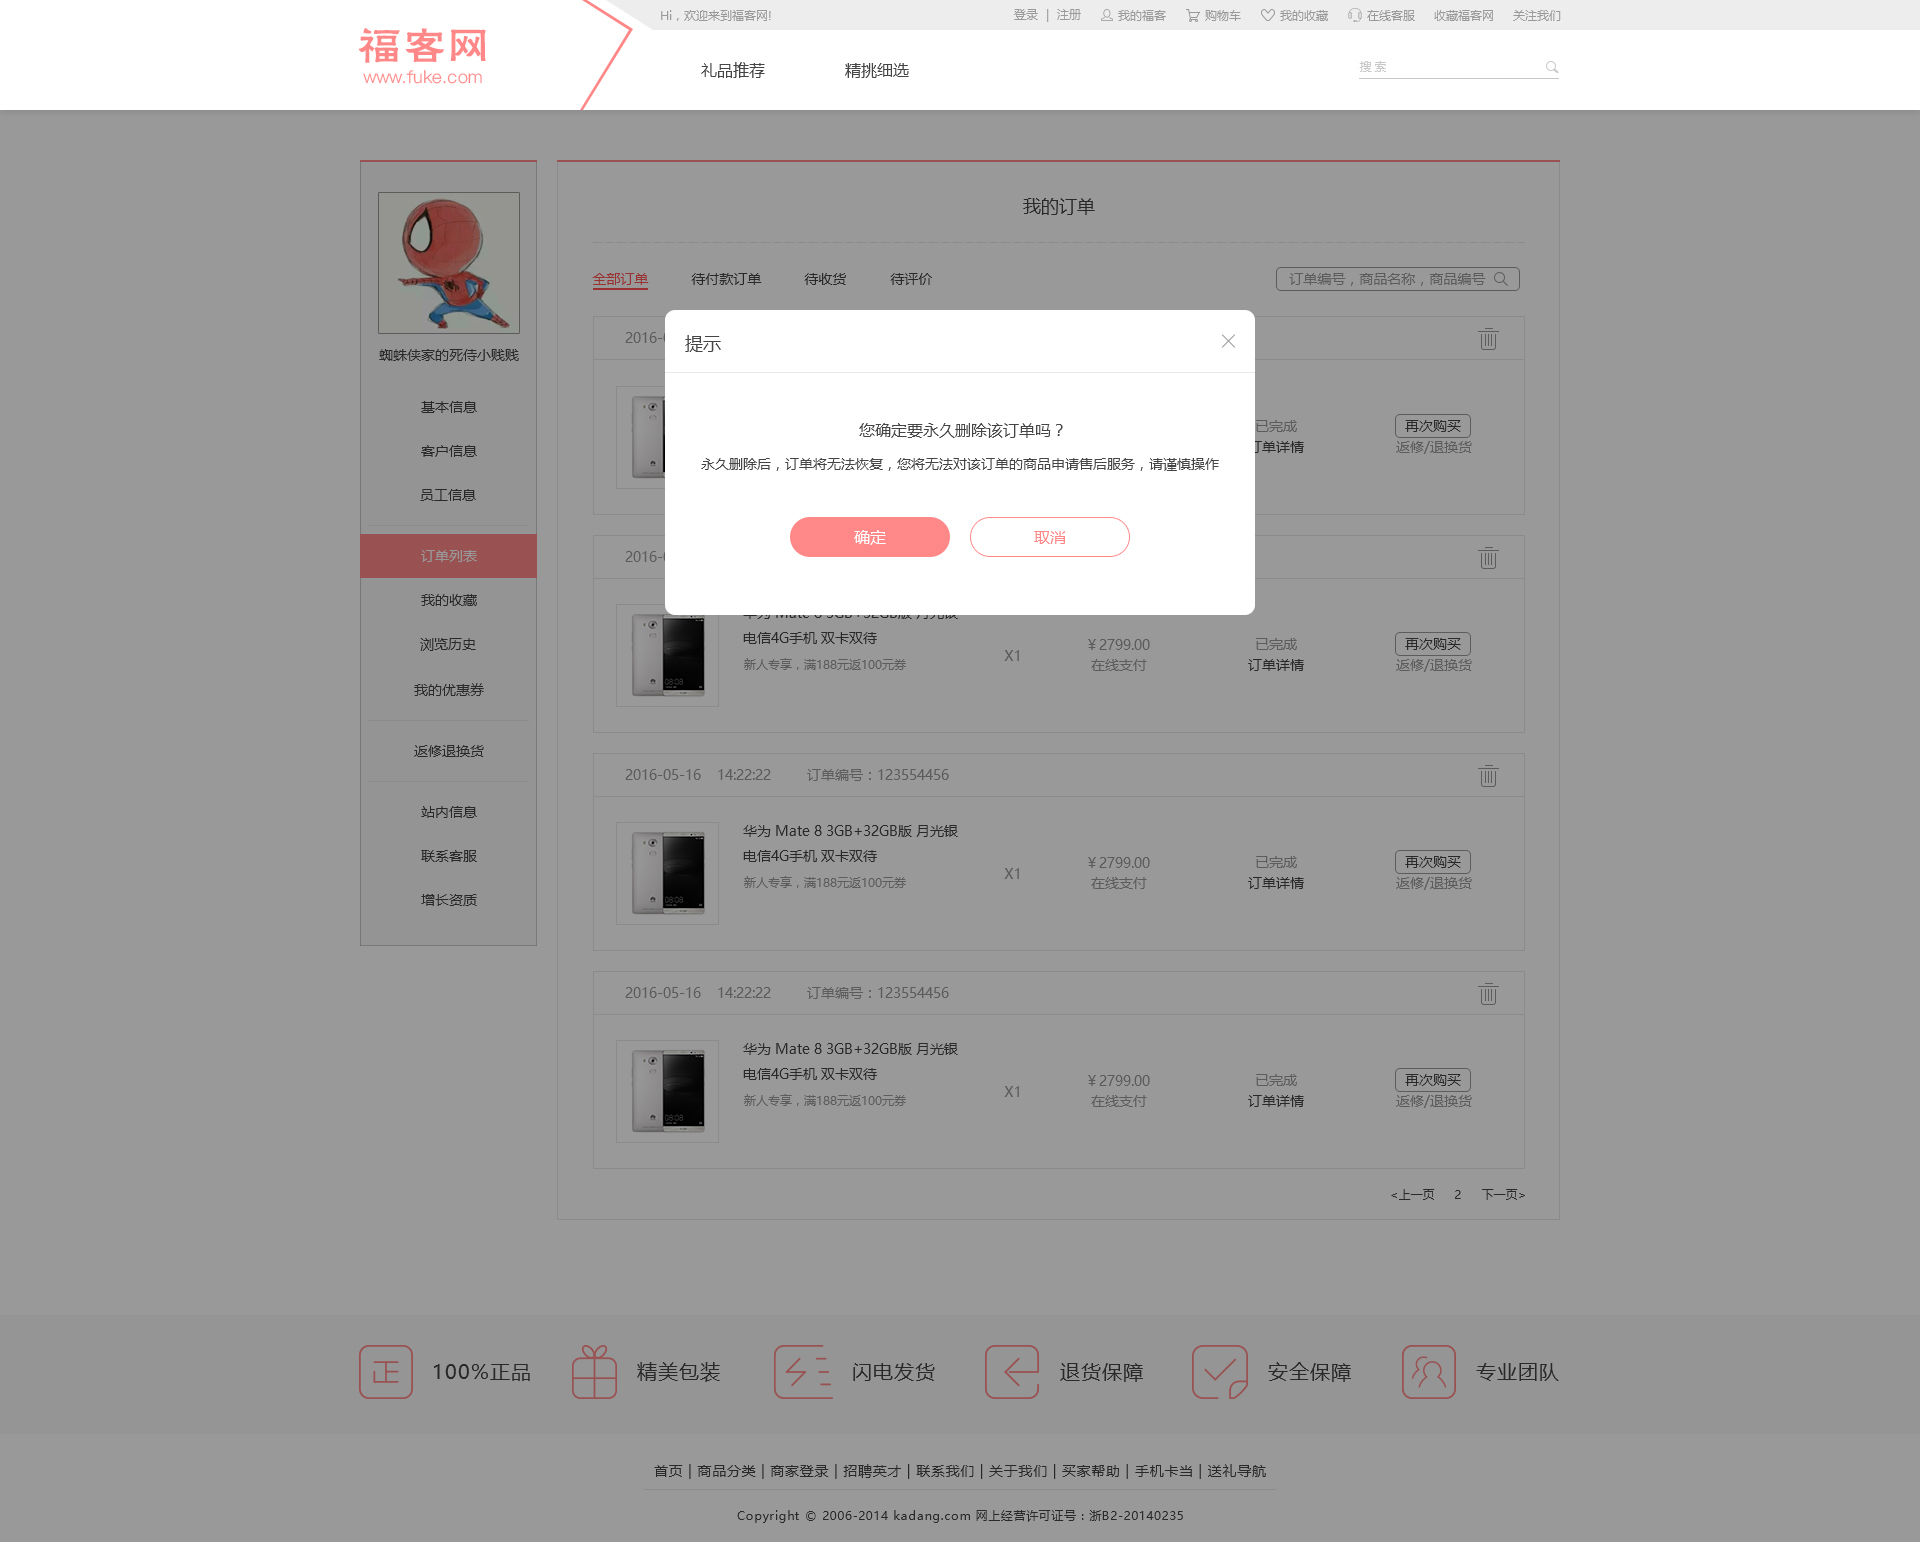 Hi，欢迎来到福客网!
登录 | 注册 我的福客 购物车 我的收藏 在线客服 收藏福客网 关注我们
福客网
www.fuke.com
礼品推荐 精挑细选
搜索
蜘蛛侠家的死侍小贱贱
基本信息
客户信息
员工信息
订单列表
我的收藏
浏览历史
我的优惠券
返修退换货
站内信息
联系客服
增长资质
我的订单
全部订单 待付款订单 待收货 待评价
订单编号，商品名称，商品编号
2016-
提示
您确定要永久删除该订单吗？
永久删除后，订单将无法恢复，您将无法对该订单的商品申请售后服务，请谨慎操作
确定 取消
已完成 再次购买
订单详情 返修/退换货
2016-
华为 Mate 8 3GB+32GB版 月光银
电信4G手机 双卡双待
新人专享，满188元返100元券
X1
￥2799.00 已完成 再次购买
在线支付 订单详情 返修/退换货
08:08
2016-05-16 14:22:22 订单编号：123554456
华为 Mate 8 3GB+32GB版 月光银
电信4G手机 双卡双待
新人专享，满188元返100元券
X1
￥2799.00 已完成 再次购买
在线支付 订单详情 返修/退换货
08:08
2016-05-16 14:22:22 订单编号：123554456
华为 Mate 8 3GB+32GB版 月光银
电信4G手机 双卡双待
新人专享，满188元返100元券
X1
￥2799.00 已完成 再次购买
在线支付 订单详情 返修/退换货
08:08
<上一页 2 下一页>
正 100%正品 精美包装 闪电发货 退货保障 安全保障 专业团队
首页 | 商品分类 | 商家登录 | 招聘英才 | 联系我们 | 关于我们 | 买家帮助 | 手机卡当 | 送礼导航
Copyright © 2006-2014 kadang.com 网上经营许可证号：浙B2-20140235